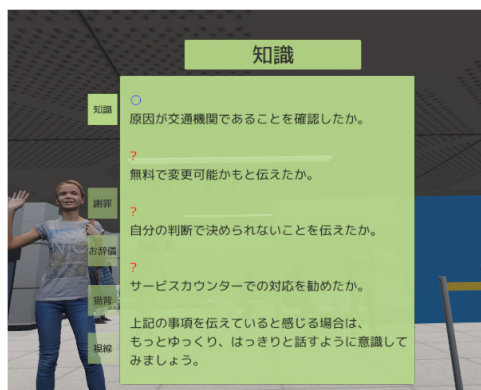 知識
知識
○
原因が交通機関であることを確認したか。
?
無料で変更可能かもと伝えたか。
謝罪
?
自分の判断で決められないことを伝えたか。
お辞儀
?
サービスカウンターでの対応を勧めたか。
猫背
上記の事項を伝えていると感じる場合は、
もっとゆっくり、はっきりと話すように意識して
みましょう。
視線